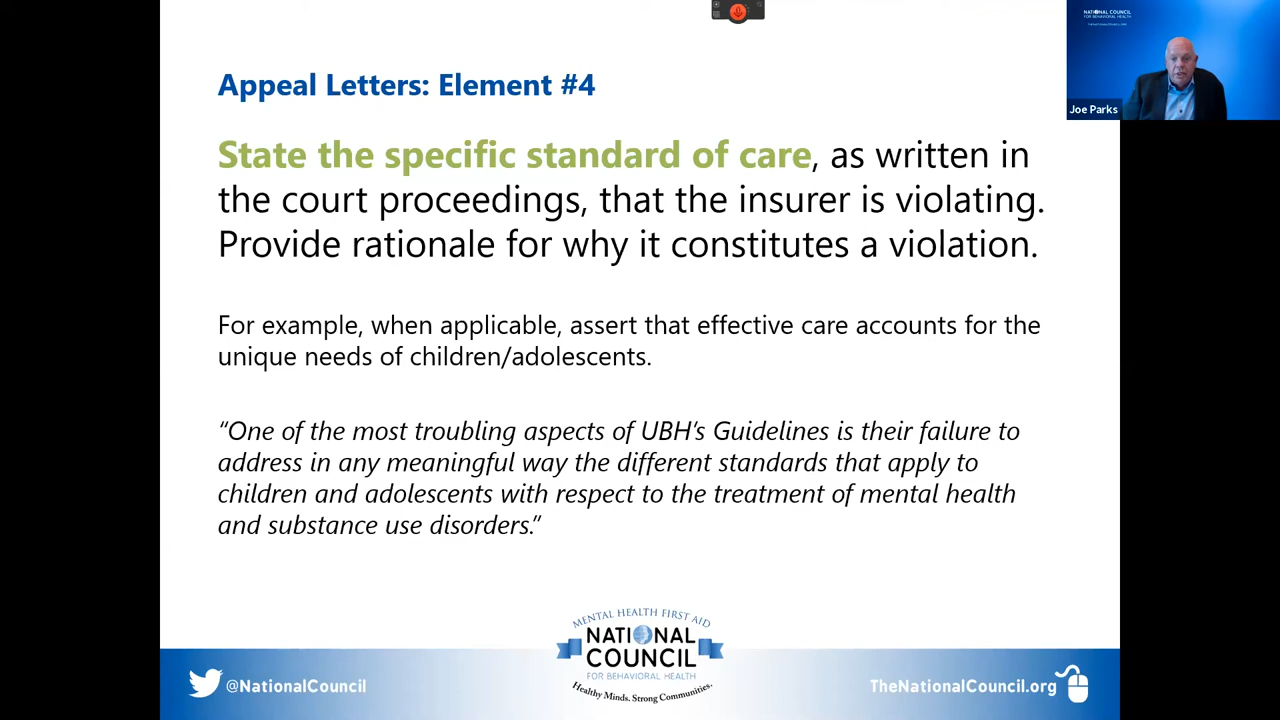 Appeal Letters: Element #4
State the specific standard of care, as written in
the court proceedings, that the insurer is violating.
Provide rationale for why it constitutes a violation.
For example, when applicable, assert that effective care accounts for the
unique needs of children/adolescents.
“One of the most troubling aspects of UBH’s Guidelines is their failure to
address in any meaningful way the different standards that apply to
children and adolescents with respect to the treatment of mental health
and substance use disorders.”
NATIONAL COUNCIL
FOR BEHAVIORAL HEALTH
Joe Parks
MENTAL HEALTH FIRST AID
NATIONAL
COUNCIL
FOR BEHAVIORAL HEALTH
Healthy Minds. Strong Communities.
@NationalCouncil
TheNationalCouncil.org